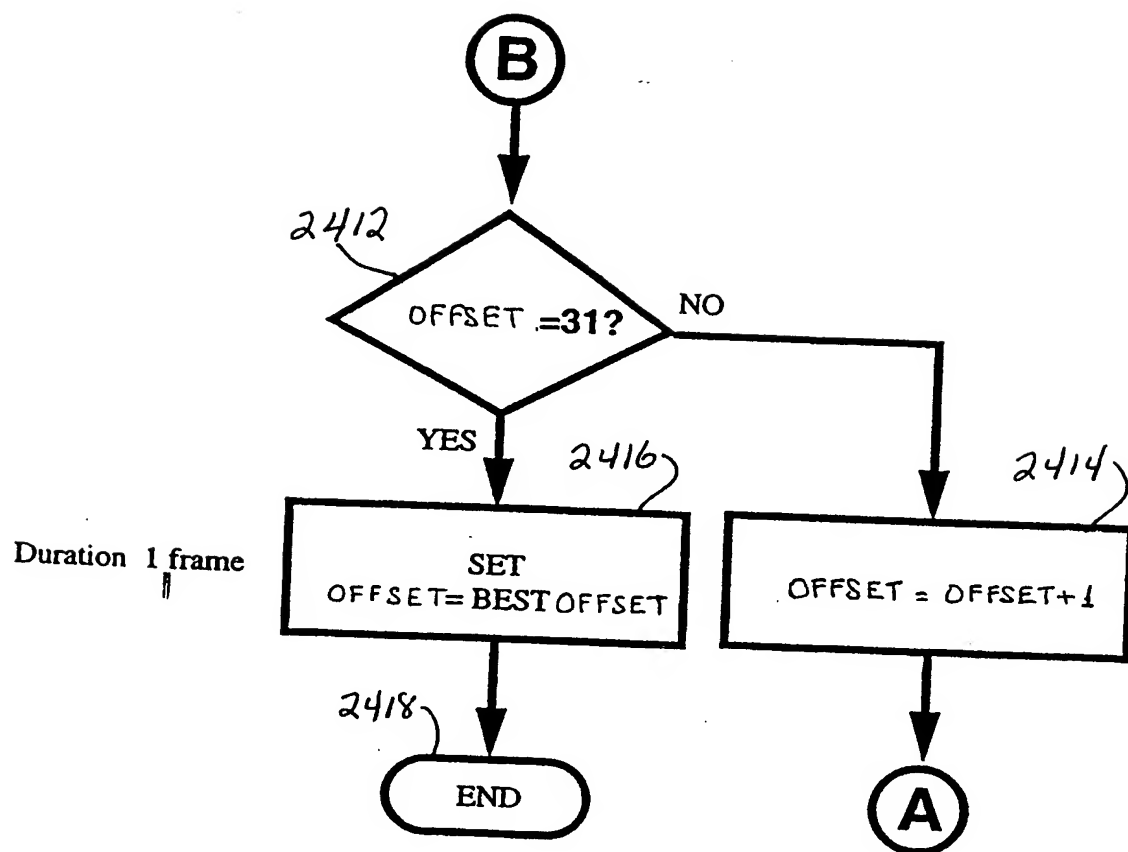 B
2412
OFFSET =31?
NO
YES
2416
2414
Duration 1 frame
SET
OFFSET= BEST OFFSET
OFFSET = OFFSET+1
2418
END
A